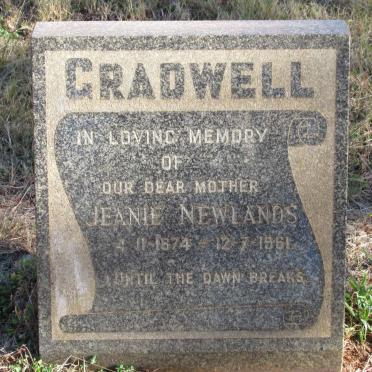 GRADWELL
IN LOVING MEMORY
OF
OUR DEAR MOTHER
JEANIE NEWLANDS
4·11·1874 - 12·7·1961
UNTIL THE DAWN BREAKS